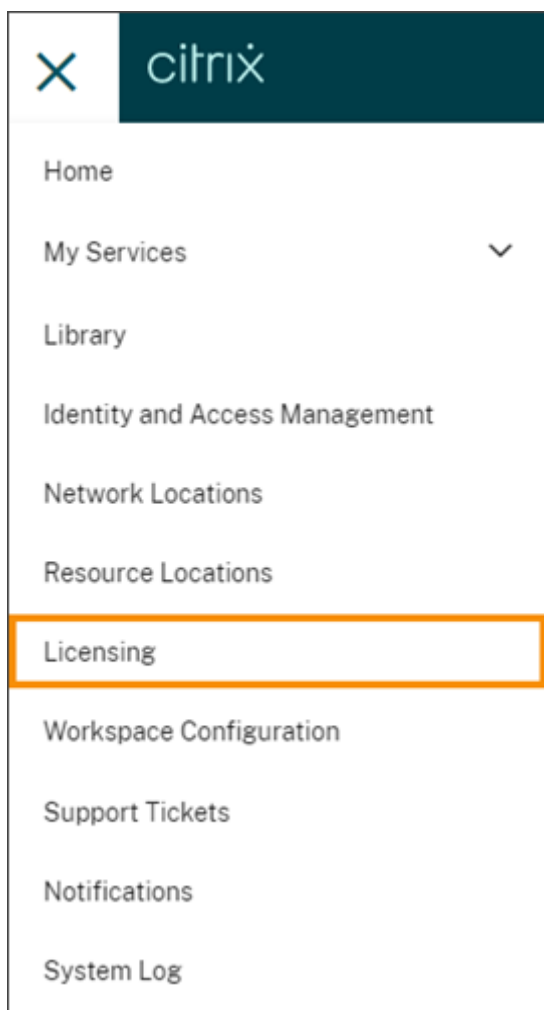 citrix
Home
My Services
Library
Identity and Access Management
Network Locations
Resource Locations
Licensing
Workspace Configuration
Support Tickets
Notifications
System Log